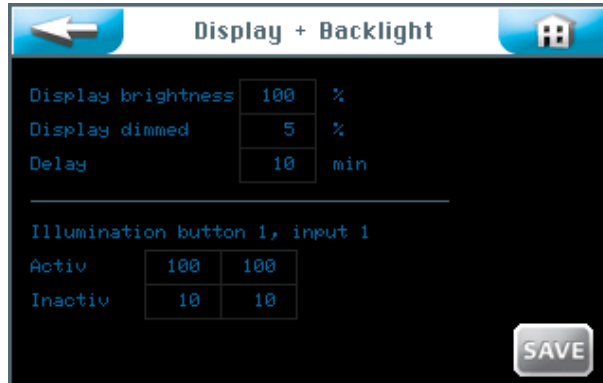 Display + Backlight
Display brightness 100 %
Display dimmed 5 %
Delay 10 min
Illumination button 1, input 1
Activ 100 100
Inactiv 10 10
SAVE